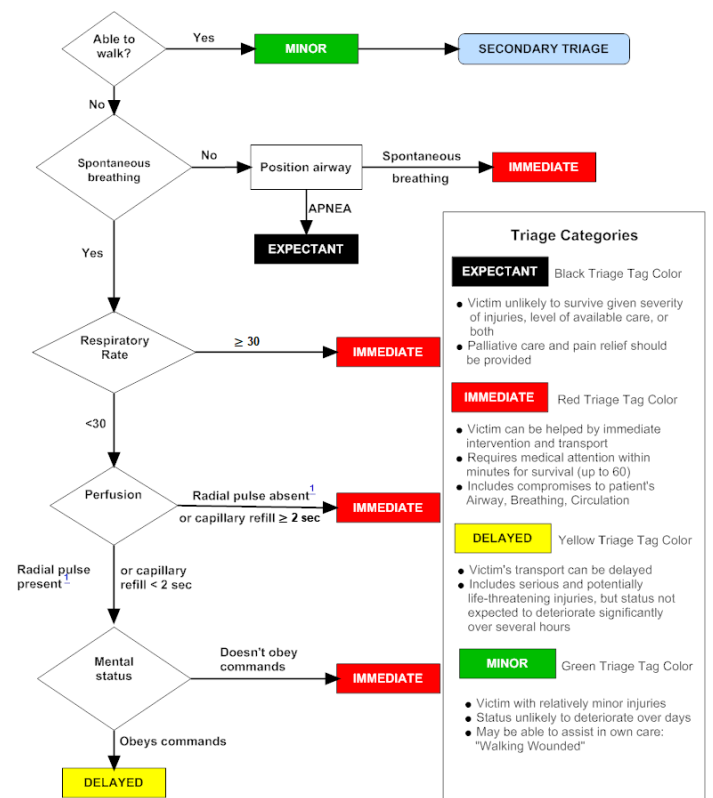 Able to
walk?
Yes
MINOR
SECONDARY TRIAGE
No
Spontaneous
breathing
No
Position airway
Spontaneous
breathing
IMMEDIATE
APNEA
EXPECTANT
Yes
Respiratory
Rate
≥ 30
IMMEDIATE
<30
Perfusion
Radial pulse absent1
or capillary refill ≥ 2 sec
IMMEDIATE
Radial pulse
present1
or capillary
refill < 2 sec
Mental
status
Doesn't obey
commands
IMMEDIATE
Obeys commands
DELAYED
Triage Categories
EXPECTANT Black Triage Tag Color
● Victim unlikely to survive given severity
of injuries, level of available care, or
both
● Palliative care and pain relief should
be provided
IMMEDIATE Red Triage Tag Color
● Victim can be helped by immediate
intervention and transport
● Requires medical attention within
minutes for survival (up to 60)
● Includes compromises to patient's
Airway, Breathing, Circulation
DELAYED Yellow Triage Tag Color
● Victim's transport can be delayed
● Includes serious and potentially
life-threatening injuries, but status not
expected to deteriorate significantly
over several hours
MINOR Green Triage Tag Color
● Victim with relatively minor injuries
● Status unlikely to deteriorate over days
● May be able to assist in own care:
"Walking Wounded"